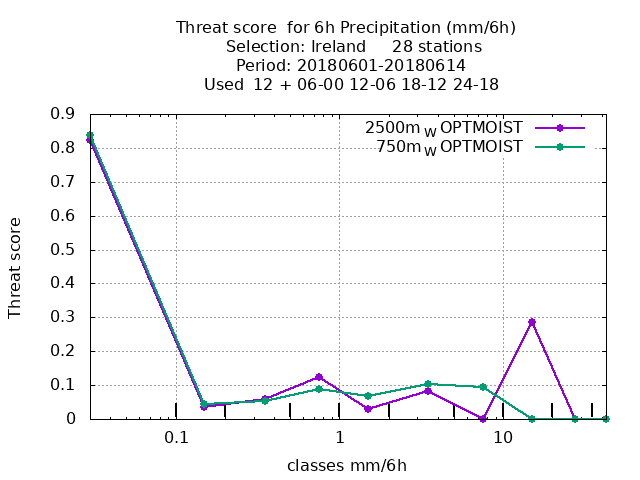 Threat score  for 6h Precipitation (mm/6h)
Selection: Ireland     28 stations
Period: 20180601-20180614
Used  12 + 06-00 12-06 18-12 24-18
2500m W OPTMOIST
750m W OPTMOIST
0.9
0.8
0.7
0.6
0.5
0.4
0.3
0.2
0.1
0
Threat score
0.1 1 10
classes mm/6h